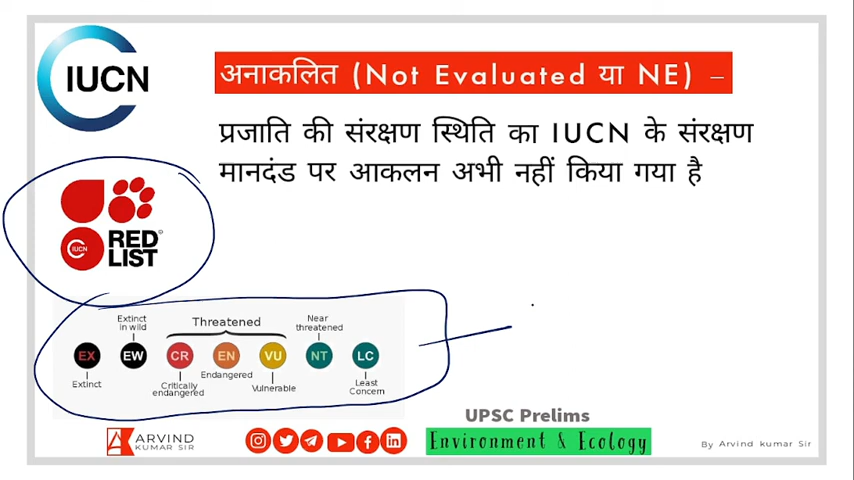 IUCN
अनाकलित (Not Evaluated या NE) –
प्रजाति की संरक्षण स्थिति का IUCN के संरक्षण
मानदंड पर आकलन अभी नहीं किया गया है
IUCN
RED
LIST
Extinct
in wild
Threatened
Near
threatened
EX EW CR EN VU NT LC
Extinct
Critically
endangered
Endangered
Vulnerable
Least
Concern
UPSC Prelims
Environment & Ecology
ARVIND
KUMAR SIR
By Arvind kumar Sir